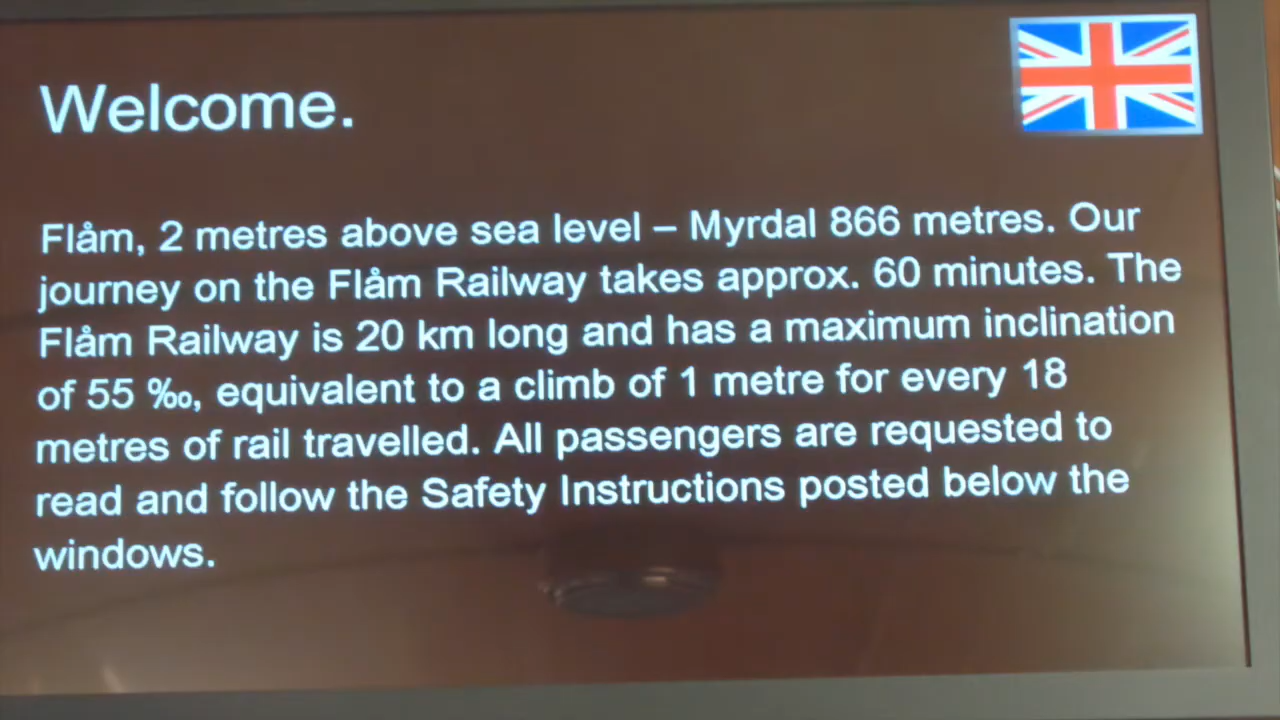 Welcome.
Flåm, 2 metres above sea level – Myrdal 866 metres. Our
journey on the Flåm Railway takes approx. 60 minutes. The
Flåm Railway is 20 km long and has a maximum inclination
of 55 ‰, equivalent to a climb of 1 metre for every 18
metres of rail travelled. All passengers are requested to
read and follow the Safety Instructions posted below the
windows.